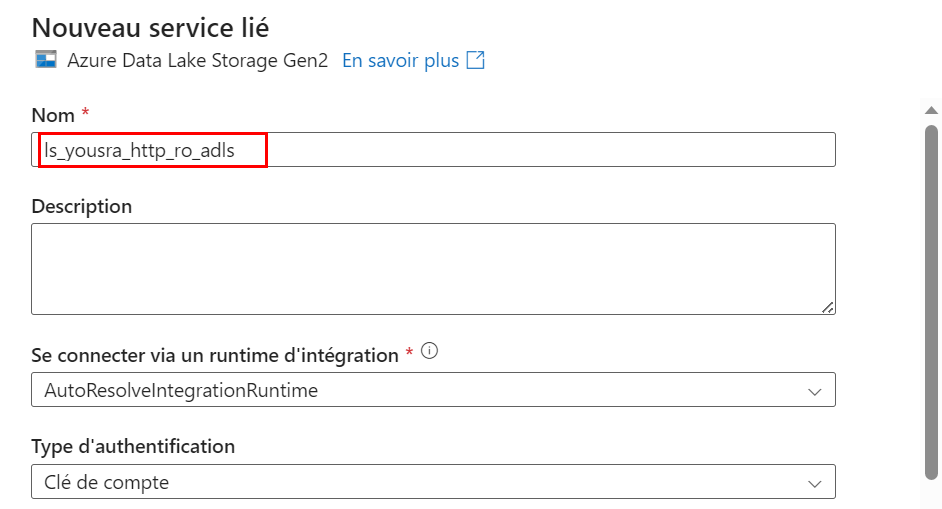 Nouveau service lié
Azure Data Lake Storage Gen2 En savoir plus
Nom *
ls_yousra_http_ro_adls
Description
Se connecter via un runtime d'intégration *
AutoResolveIntegrationRuntime
Type d'authentification
Clé de compte